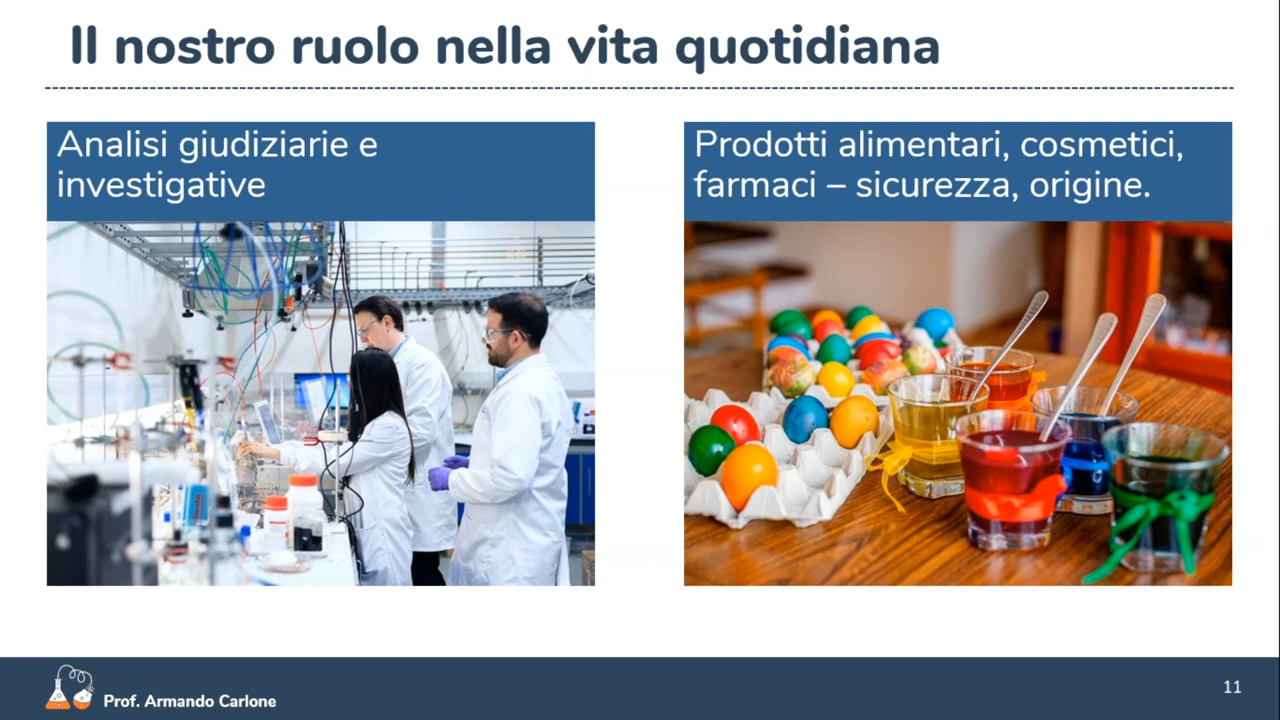 Il nostro ruolo nella vita quotidiana
Analisi giudiziarie e
investigative
Prodotti alimentari, cosmetici,
farmaci – sicurezza, origine.
Prof. Armando Carlone
11